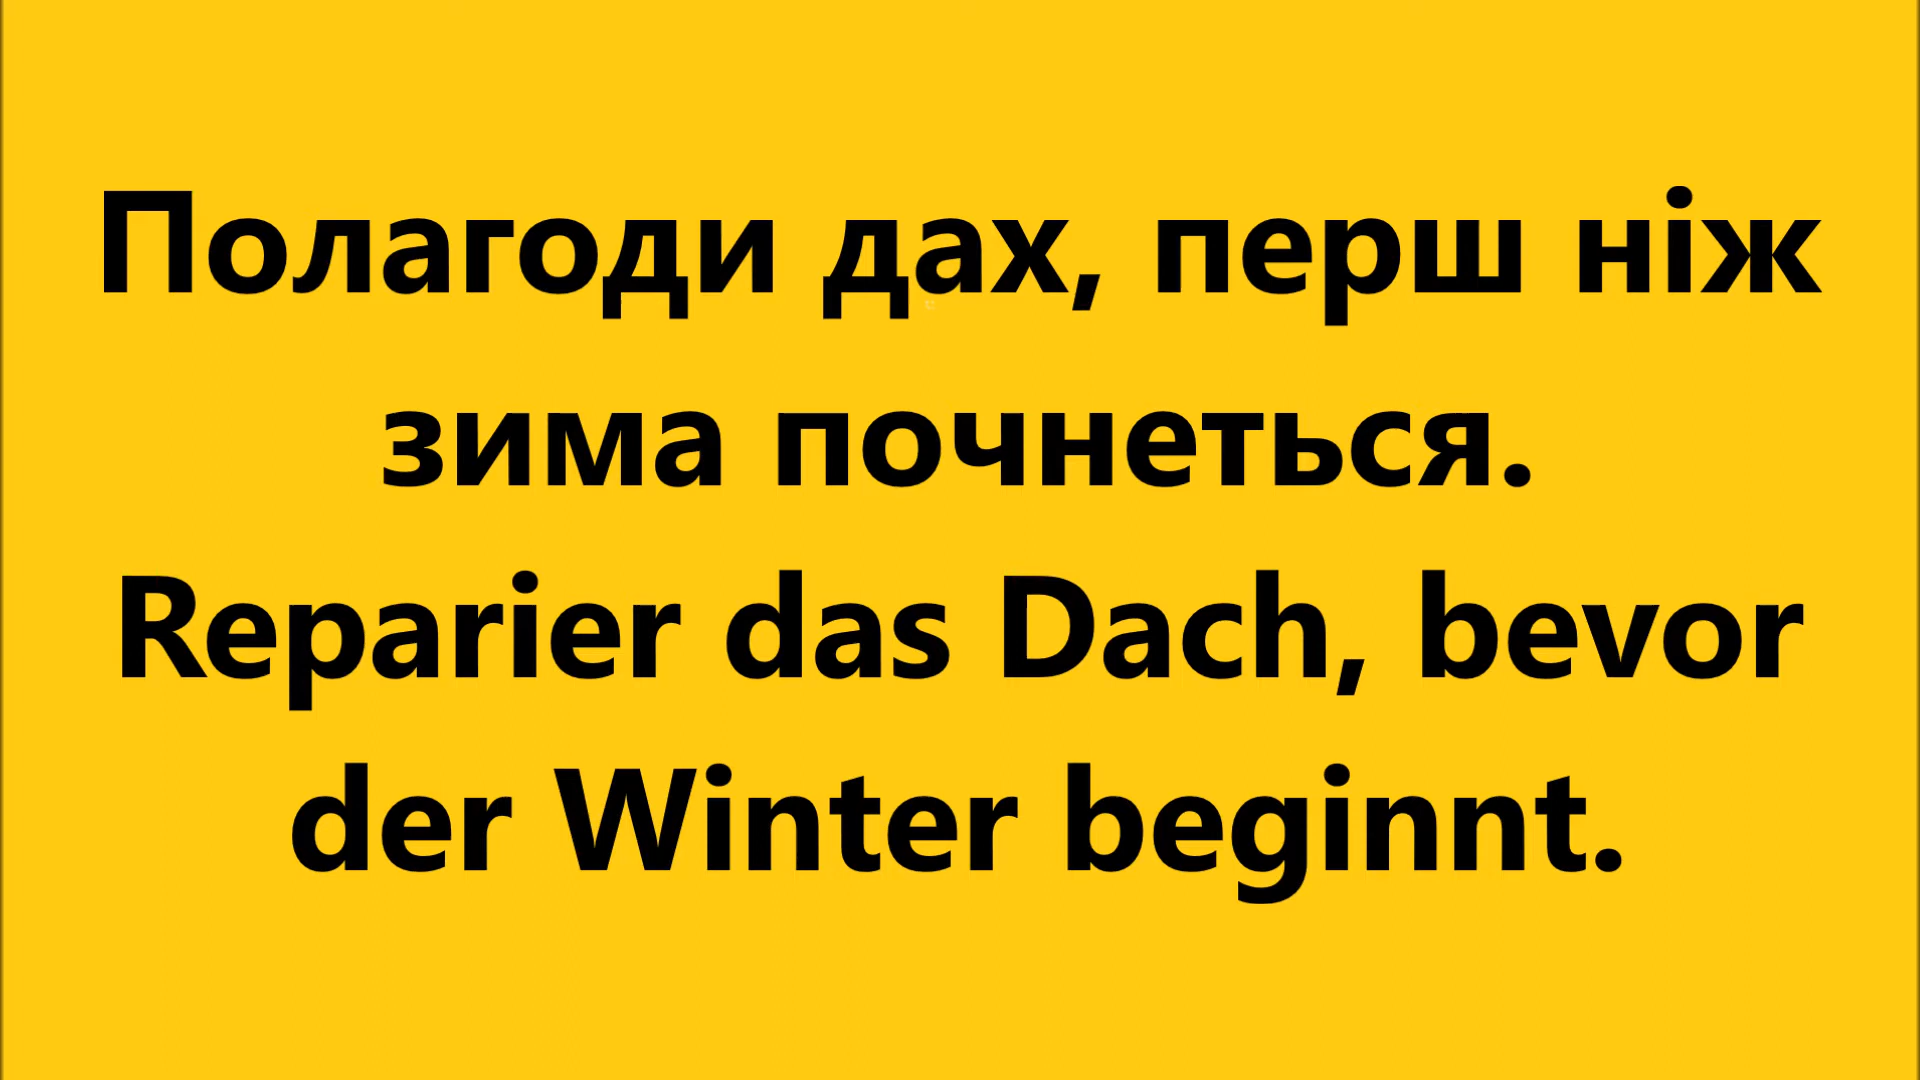 Полагоди дах, перш ніж
зима почнеться.
Reparier das Dach, bevor
der Winter beginnt.